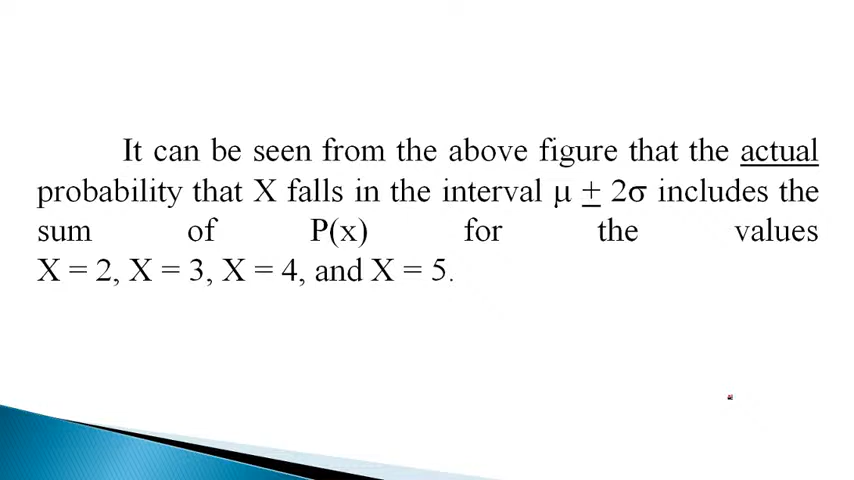 It can be seen from the above figure that the actual
probability that X falls in the interval μ ± 2σ includes the
sum of P(x) for the values
X = 2, X = 3, X = 4, and X = 5.